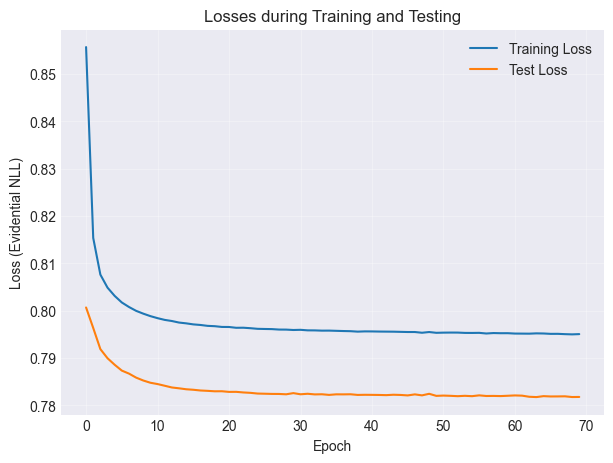 Losses during Training and Testing
Training Loss
Test Loss
0.85
0.84
0.83
0.82
0.81
0.80
0.79
0.78
Loss (Evidential NLL)
0 10 20 30 40 50 60 70
Epoch